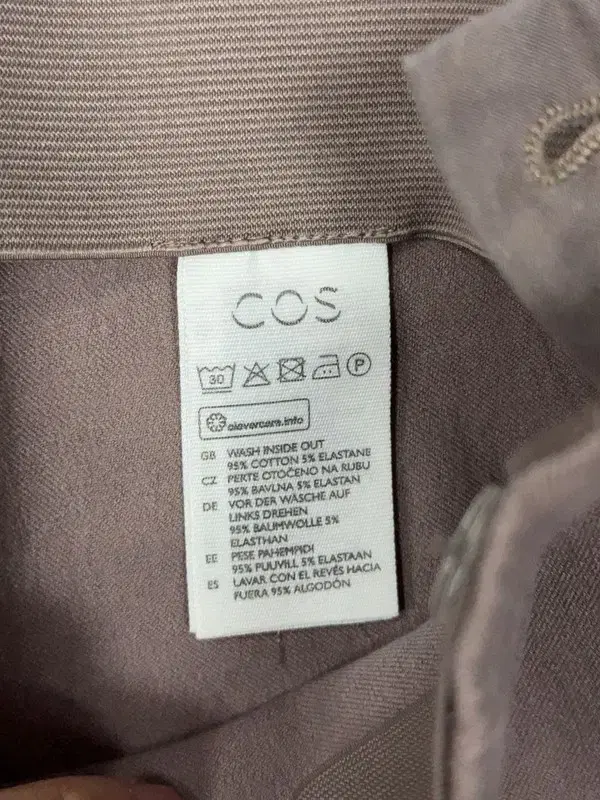 COS
30 P
clevercare.info
GB WASH INSIDE OUT
95% COTTON 5% ELASTANE
CZ PERTE OTOČENO NA RUBU
95% BAVLNA 5% ELASTAN
DE VOR DER WÄSCHE AUF
LINKS DREHEN
95% BAUMWOLLE 5%
ELASTHAN
EE PESE PAHEMPIDI
95% PUUVILL 5% ELASTAAN
ES LAVAR CON EL REVÉS HACIA
FUERA 95% ALGODÓN